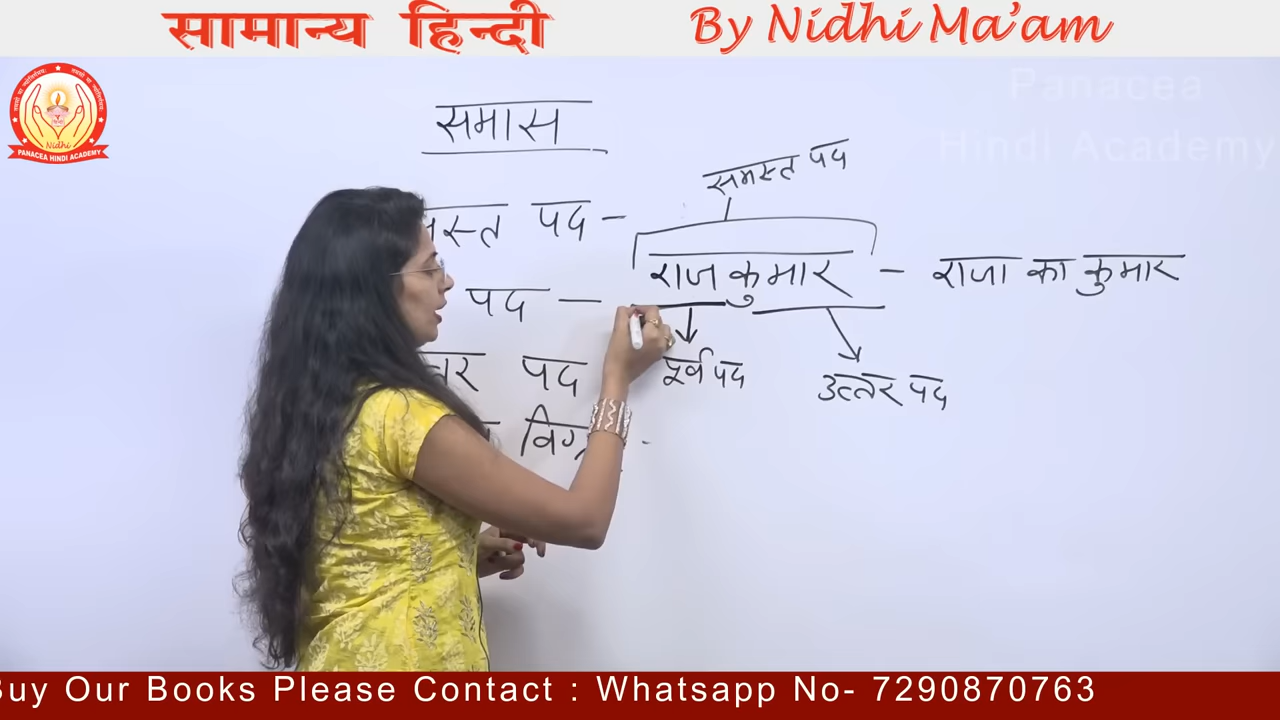 सामान्य हिन्दी
By Nidhi Ma'am
Panacea
Hindi Academy
Nidhi
PANACEA HINDI ACADEMY
समास
समस्त पद
स्त पद -
राजकुमार - राजा का कुमार
पद -
पूर्व पद
उत्तर पद
पद
Buy Our Books Please Contact : Whatsapp No- 7290870763